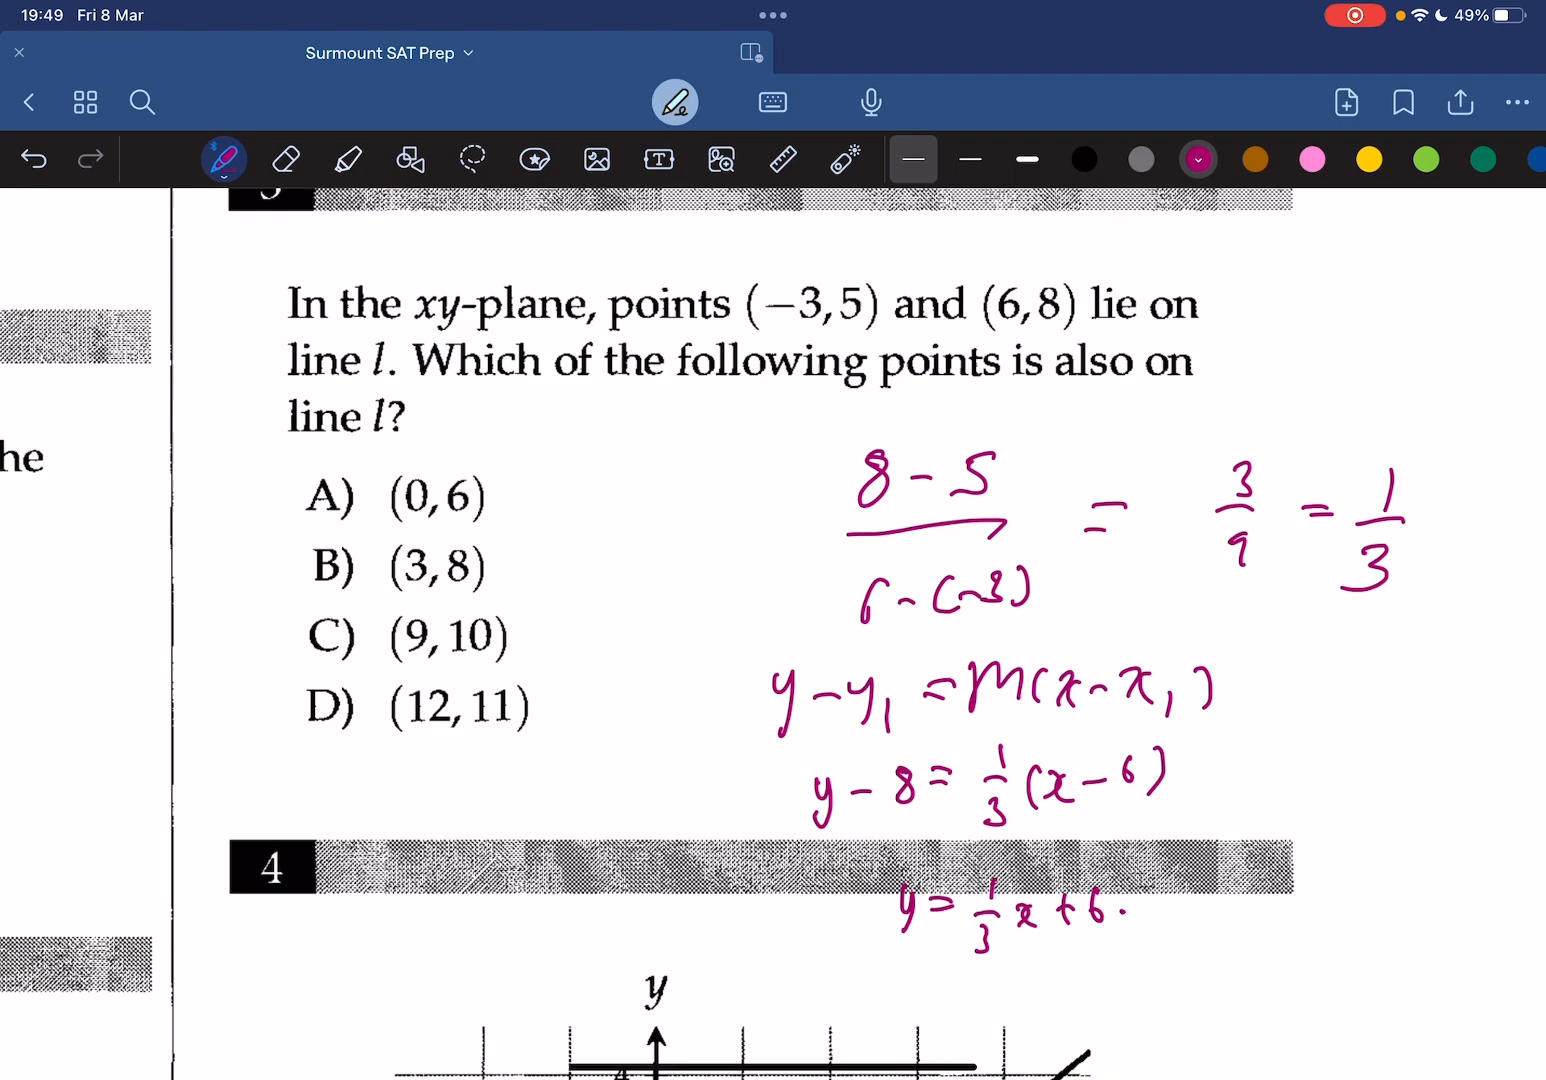 19:49 Fri 8 Mar
49%
Surmount SAT Prep
In the xy-plane, points (−3, 5) and (6, 8) lie on
line l. Which of the following points is also on
line l?
he
A) (0, 6)
B) (3, 8)
C) (9, 10)
D) (12, 11)
8 - 5
6 - (-3)
= 3/9 = 1/3
y - y₁ = m(x - x₁)
y - 8 = 1/3 (x - 6)
4
y = 1/3 x + 6.
y
4